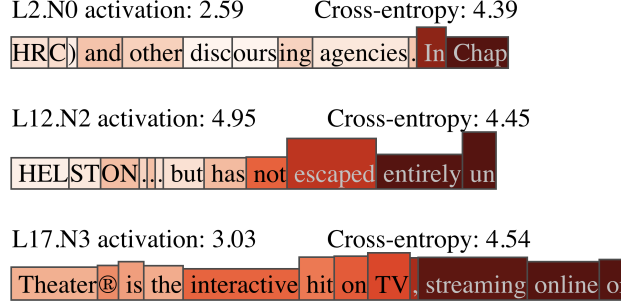 L2.N0 activation: 2.59 Cross-entropy: 4.39
HRC) and other discoursing agencies. In Chap
L12.N2 activation: 4.95 Cross-entropy: 4.45
HELSTON... but has not escaped entirely un
L17.N3 activation: 3.03 Cross-entropy: 4.54
Theater® is the interactive hit on TV, streaming online